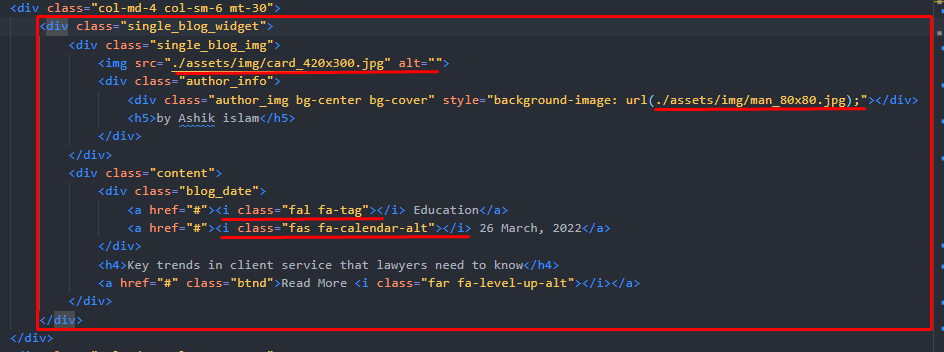 <div class="col-md-4 col-sm-6 mt-30">
<div class="single_blog_widget">
<div class="single_blog_img">
<img src="./assets/img/card_420x300.jpg" alt="">
<div class="author_info">
<div class="author_img bg-center bg-cover" style="background-image: url(./assets/img/man_80x80.jpg);"></div>
<h5>by Ashik islam</h5>
</div>
</div>
<div class="content">
<div class="blog_date">
<a href="#"><i class="fal fa-tag"></i> Education</a>
<a href="#"><i class="fas fa-calendar-alt"></i> 26 March, 2022</a>
</div>
<h4>Key trends in client service that lawyers need to know</h4>
<a href="#" class="btnd">Read More <i class="far fa-level-up-alt"></i></a>
</div>
</div>
</div>